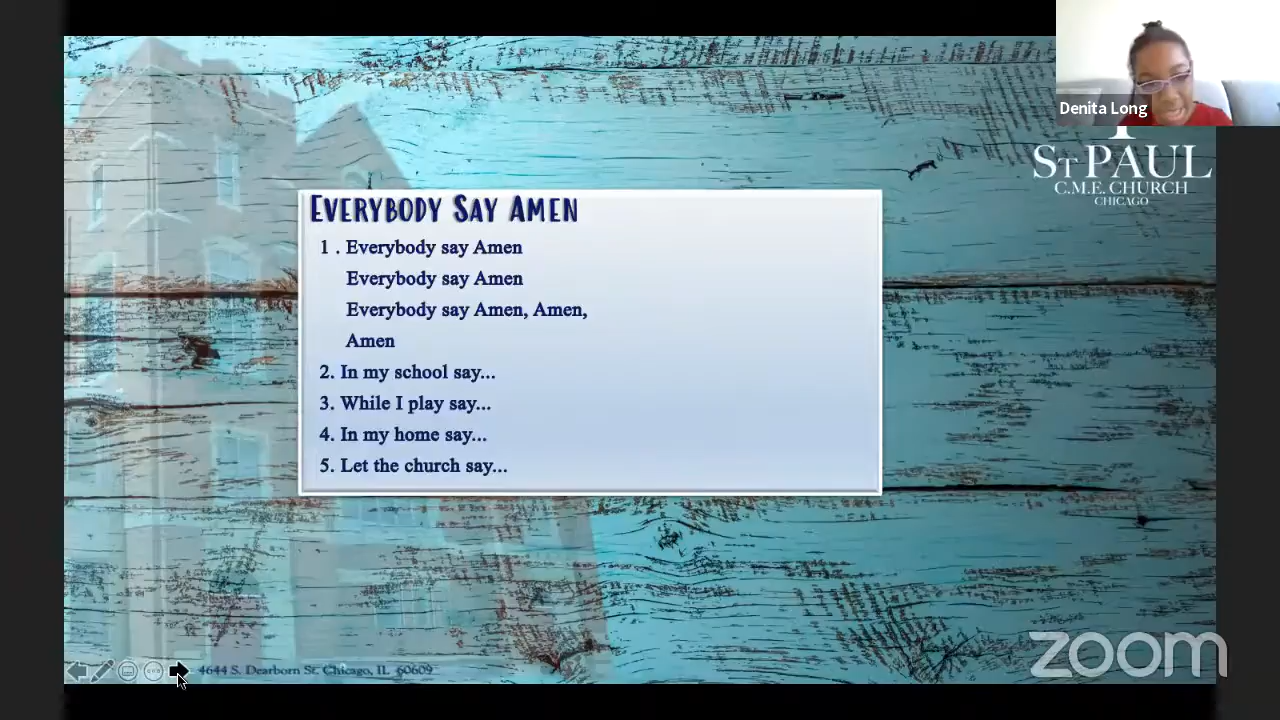 Denita Long
ST PAUL
C.M.E. CHURCH
CHICAGO
EVERYBODY SAY AMEN
1 . Everybody say Amen
Everybody say Amen
Everybody say Amen, Amen,
Amen
2. In my school say...
3. While I play say...
4. In my home say...
5. Let the church say...
4644 S. Dearborn St. Chicago, IL 60609
zoom